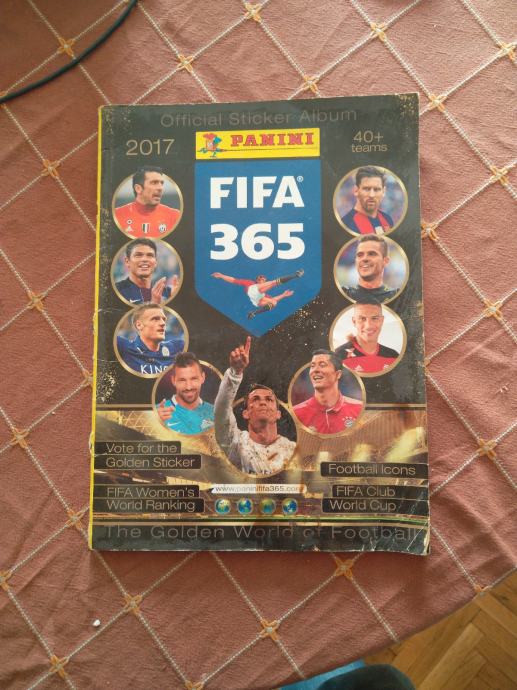 Official Sticker Album
2017
PANINI
40+
teams
FIFA®
365
KING
Vote for the
Golden Sticker
Football Icons
FIFA Women's
World Ranking
www.paninififa365.com
FIFA Club
World Cup
The Golden World of Football